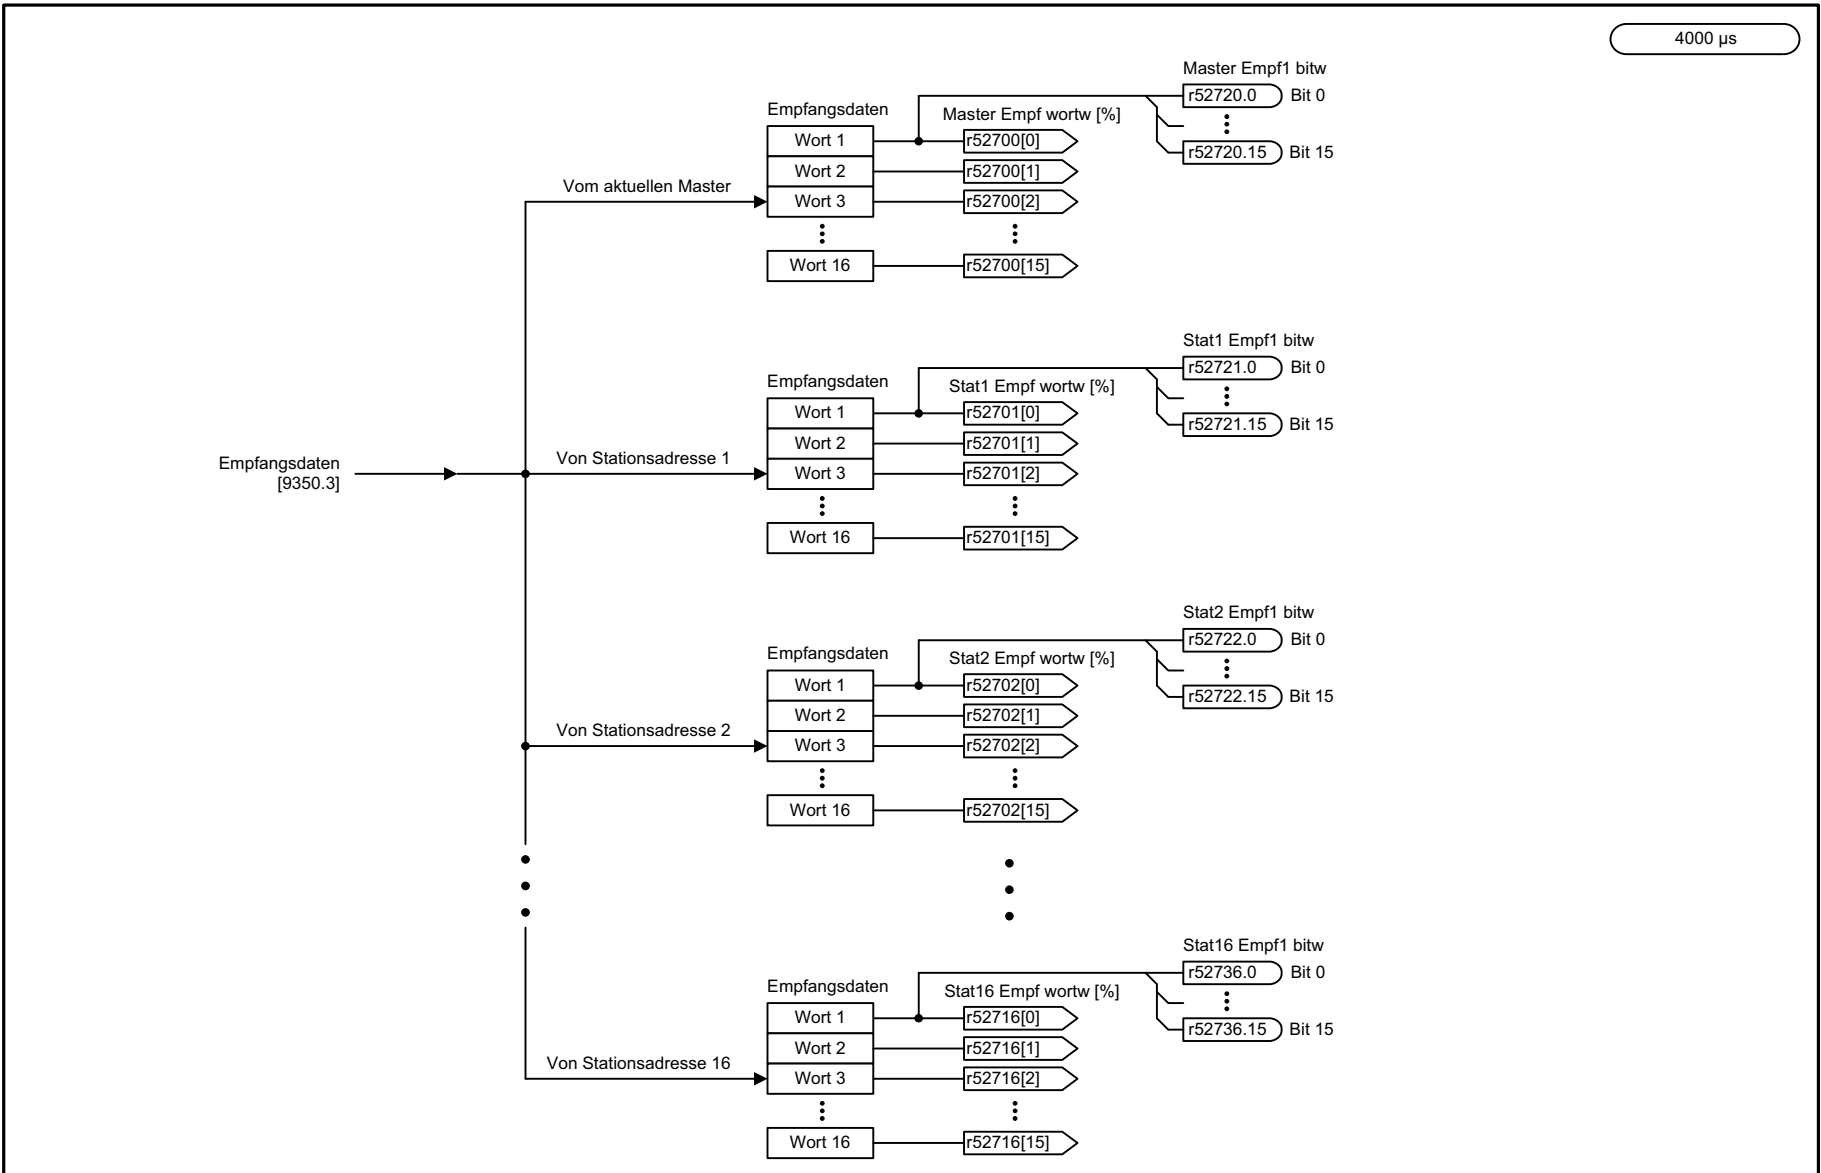 4000 µs
Master Empf1 bitw
r52720.0 Bit 0
Empfangsdaten
Master Empf wortw [%]
Wort 1 r52700[0]
r52720.15 Bit 15
Wort 2 r52700[1]
Vom aktuellen Master
Wort 3 r52700[2]
Wort 16 r52700[15]
Stat1 Empf1 bitw
r52721.0 Bit 0
Empfangsdaten
Stat1 Empf wortw [%]
Wort 1 r52701[0]
r52721.15 Bit 15
Wort 2 r52701[1]
Von Stationsadresse 1
Empfangsdaten
[9350.3]
Wort 3 r52701[2]
Wort 16 r52701[15]
Stat2 Empf1 bitw
r52722.0 Bit 0
Empfangsdaten
Stat2 Empf wortw [%]
Wort 1 r52702[0]
r52722.15 Bit 15
Wort 2 r52702[1]
Von Stationsadresse 2
Wort 3 r52702[2]
Wort 16 r52702[15]
Stat16 Empf1 bitw
r52736.0 Bit 0
Empfangsdaten
Stat16 Empf wortw [%]
Wort 1 r52716[0]
r52736.15 Bit 15
Wort 2 r52716[1]
Von Stationsadresse 16
Wort 3 r52716[2]
Wort 16 r52716[15]